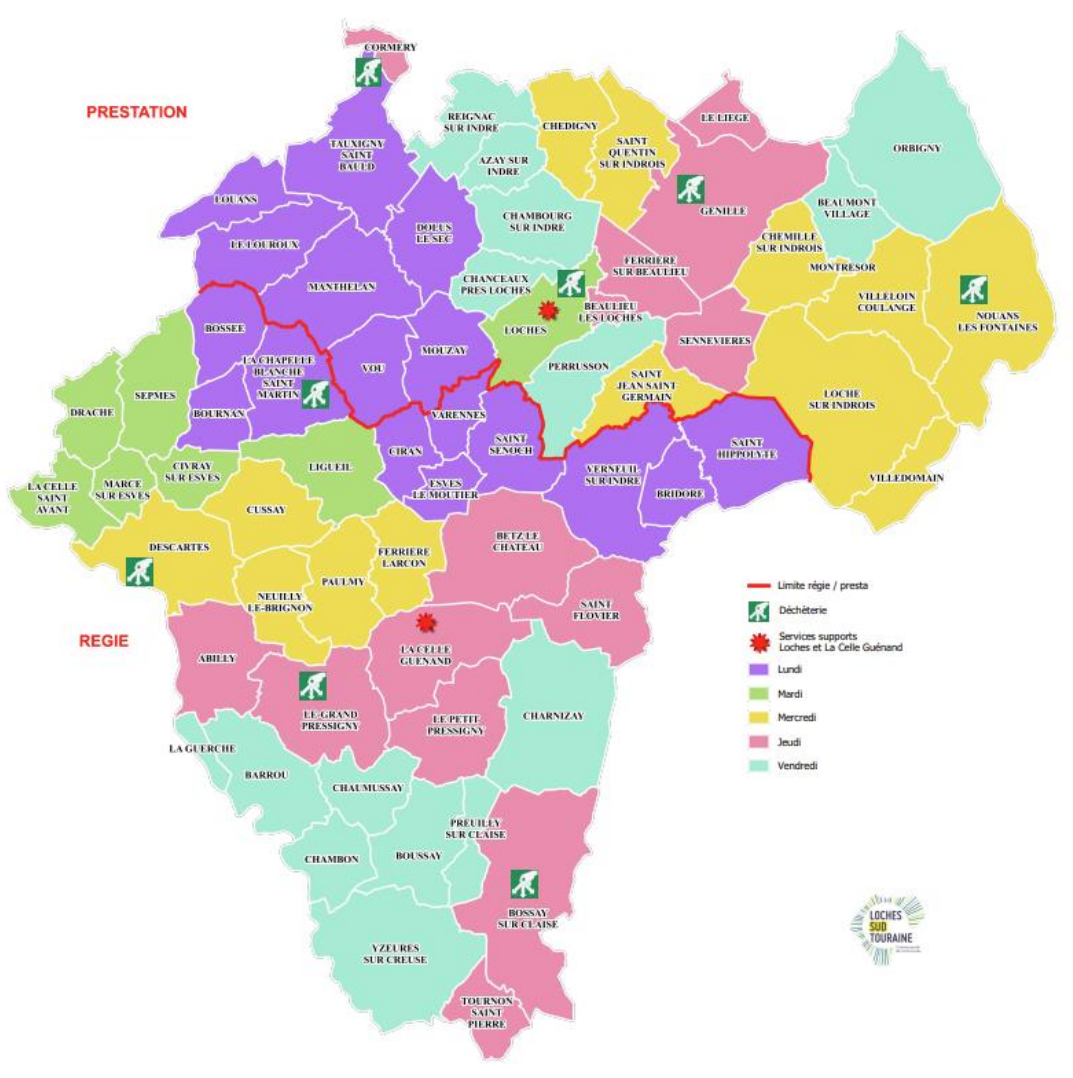 CORMERY
PRESTATION
REIGNAC
SUR INDRE
CHEDIGNY
LE LIEGE
TAUXIGNY
SAINT
BAULD
SAINT
QUENTIN
SUR INDROIS
ORBIGNY
AZAY SUR
INDRE
LOUANS
GENILLE
BEAUMONT
VILLAGE
DOLUS
LE SEC
CHAMBOURG
SUR INDRE
LE LOUROUX
CHEMILLE
SUR INDROIS
FERRIERE
SUR BEAULIEU
MONTRESOR
MANTHELAN
CHANCEAUX
PRES LOCHES
VILLELOIN
COULANGE
BEAULIEU
LES LOCHES
NOUANS
LES FONTAINES
BOSSEE
LOCHES
SENNEVIERES
MOUZAY
LA CHAPELLE
BLANCHE
SAINT
MARTIN
VOU
PERRUSSON
SAINT
JEAN SAINT
GERMAIN
SEPMES
LOCHE
SUR INDROIS
DRACHE
BOURNAN
VARENNES
SAINT
SENOCH
SAINT
HIPPOLYTE
CIRAN
CIVRAY
SUR ESVES
LIGUEIL
VERNEUIL
SUR INDRE
VILLEDOMAIN
LA CELLE
SAINT
AVANT
MARCE
SUR ESVES
ESVES
LE MOUTIER
BRIDORE
CUSSAY
BETZ LE
CHATEAU
DESCARTES
FERRIERE
LARCON
PAULMY
NEUILLY
LE-BRIGNON
SAINT
FLOVIER
REGIE
LA CELLE
GUENAND
ABILLY
LE GRAND
PRESSIGNY
LE PETIT
PRESSIGNY
CHARNIZAY
LA GUERCHE
BARROU
CHAUMUSSAY
PREUILLY
SUR CLAISE
CHAMBON
BOUSSAY
BOSSAY
SUR CLAISE
YZEURES
SUR CREUSE
TOURNON
SAINT
PIERRE
Limite régie / presta
Déchèterie
Services supports
Loches et La Celle Guénand
Lundi
Mardi
Mercredi
Jeudi
Vendredi
LOCHES
SUD
TOURAINE